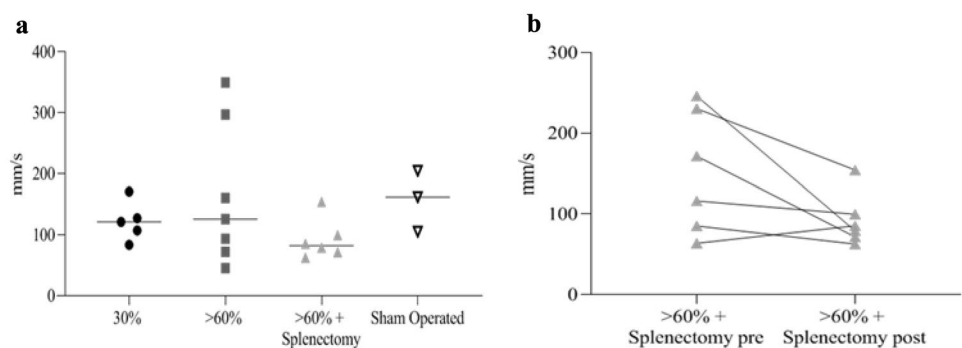 a
400
300
200
100
0
mm/s
30%
>60%
>60% +
Splenectomy
Sham Operated
b
300
200
100
0
mm/s
>60% +
Splenectomy pre
>60% +
Splenectomy post